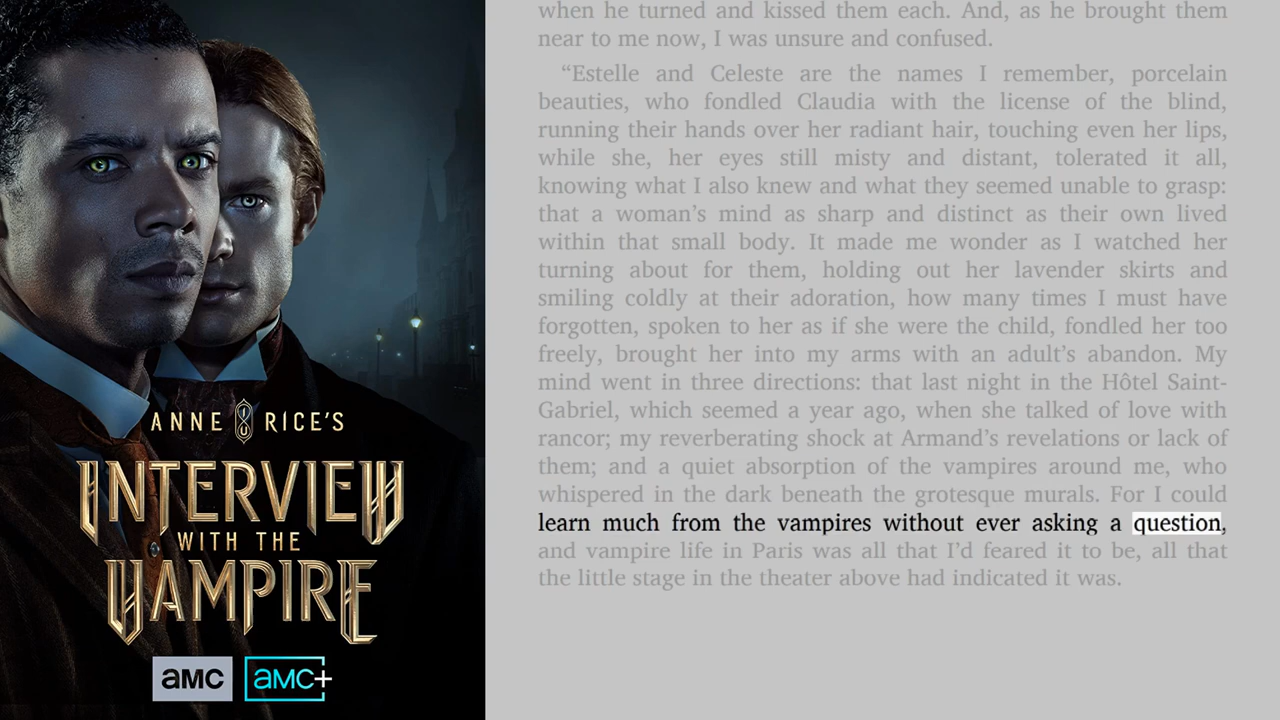 ANNE RICE'S
INTERVIEW
WITH THE
VAMPIRE
amc
amc+
when he turned and kissed them each. And, as he brought them
near to me now, I was unsure and confused.
“Estelle and Celeste are the names I remember, porcelain
beauties, who fondled Claudia with the license of the blind,
running their hands over her radiant hair, touching even her lips,
while she, her eyes still misty and distant, tolerated it all,
knowing what I also knew and what they seemed unable to grasp:
that a woman’s mind as sharp and distinct as their own lived
within that small body. It made me wonder as I watched her
turning about for them, holding out her lavender skirts and
smiling coldly at their adoration, how many times I must have
forgotten, spoken to her as if she were the child, fondled her too
freely, brought her into my arms with an adult’s abandon. My
mind went in three directions: that last night in the Hôtel Saint-
Gabriel, which seemed a year ago, when she talked of love with
rancor; my reverberating shock at Armand’s revelations or lack of
them; and a quiet absorption of the vampires around me, who
whispered in the dark beneath the grotesque murals. For I could
learn much from the vampires without ever asking a question,
and vampire life in Paris was all that I’d feared it to be, all that
the little stage in the theater above had indicated it was.